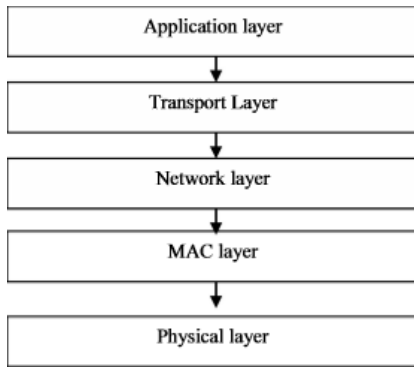 Application layer
Transport Layer
Network layer
MAC layer
Physical layer